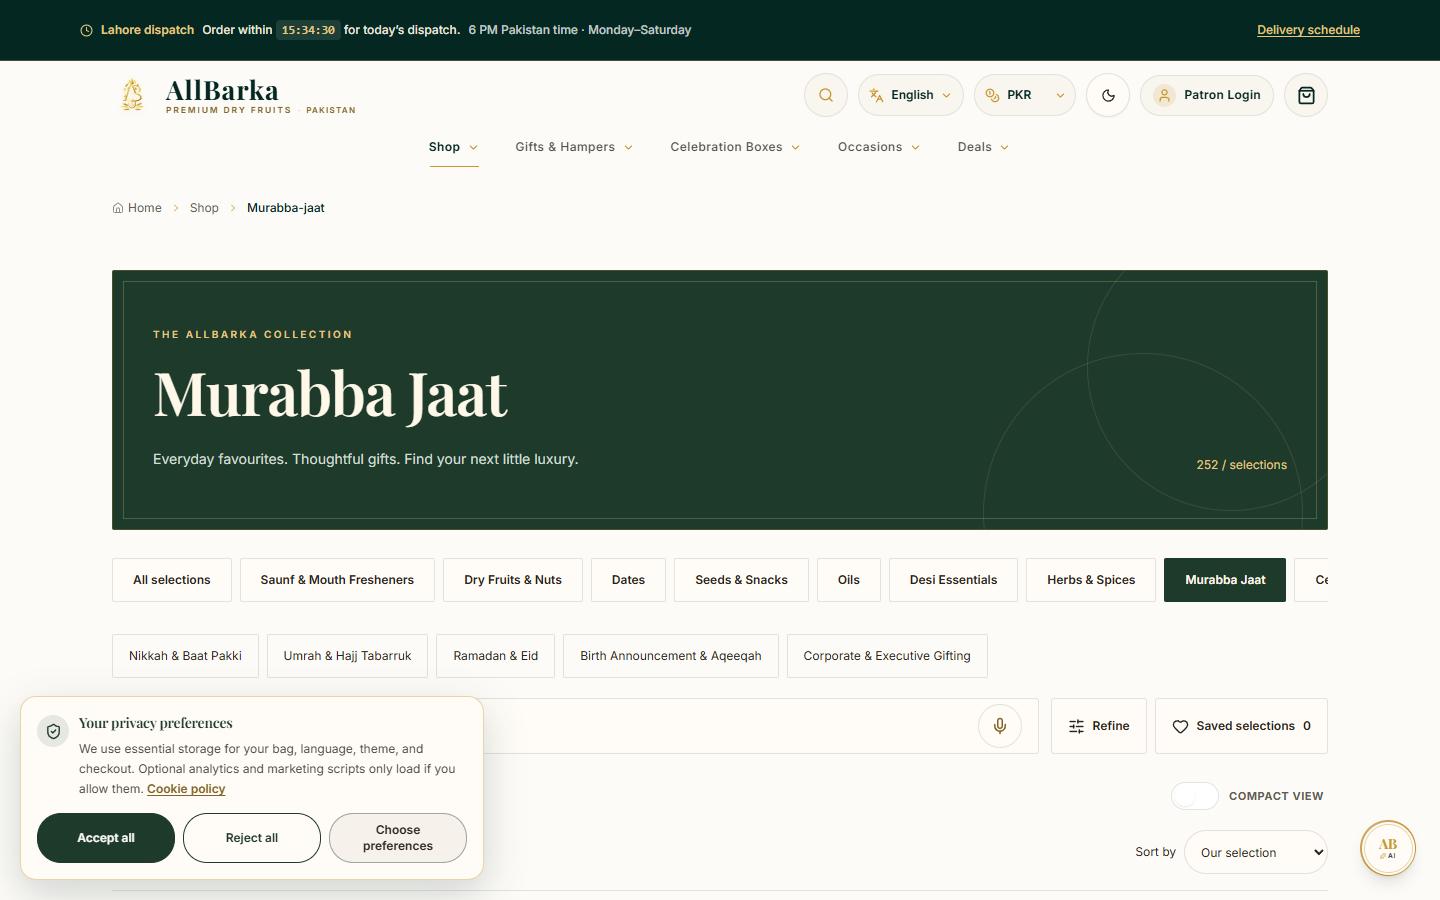 Lahore dispatch Order within 15:34:30 for today's dispatch. 6 PM Pakistan time · Monday–Saturday
Delivery schedule
AllBarka
PREMIUM DRY FRUITS · PAKISTAN
English
PKR
Patron Login
Shop
Gifts & Hampers
Celebration Boxes
Occasions
Deals
Home
Shop
Murabba-jaat
THE ALLBARKA COLLECTION
Murabba Jaat
Everyday favourites. Thoughtful gifts. Find your next little luxury.
252 / selections
All selections
Saunf & Mouth Fresheners
Dry Fruits & Nuts
Dates
Seeds & Snacks
Oils
Desi Essentials
Herbs & Spices
Murabba Jaat
Ce
Nikkah & Baat Pakki
Umrah & Hajj Tabarruk
Ramadan & Eid
Birth Announcement & Aqeeqah
Corporate & Executive Gifting
Refine
Saved selections 0
COMPACT VIEW
Sort by
Our selection
Your privacy preferences
We use essential storage for your bag, language, theme, and
checkout. Optional analytics and marketing scripts only load if you
allow them. Cookie policy
Accept all
Reject all
Choose
preferences
AB
AI